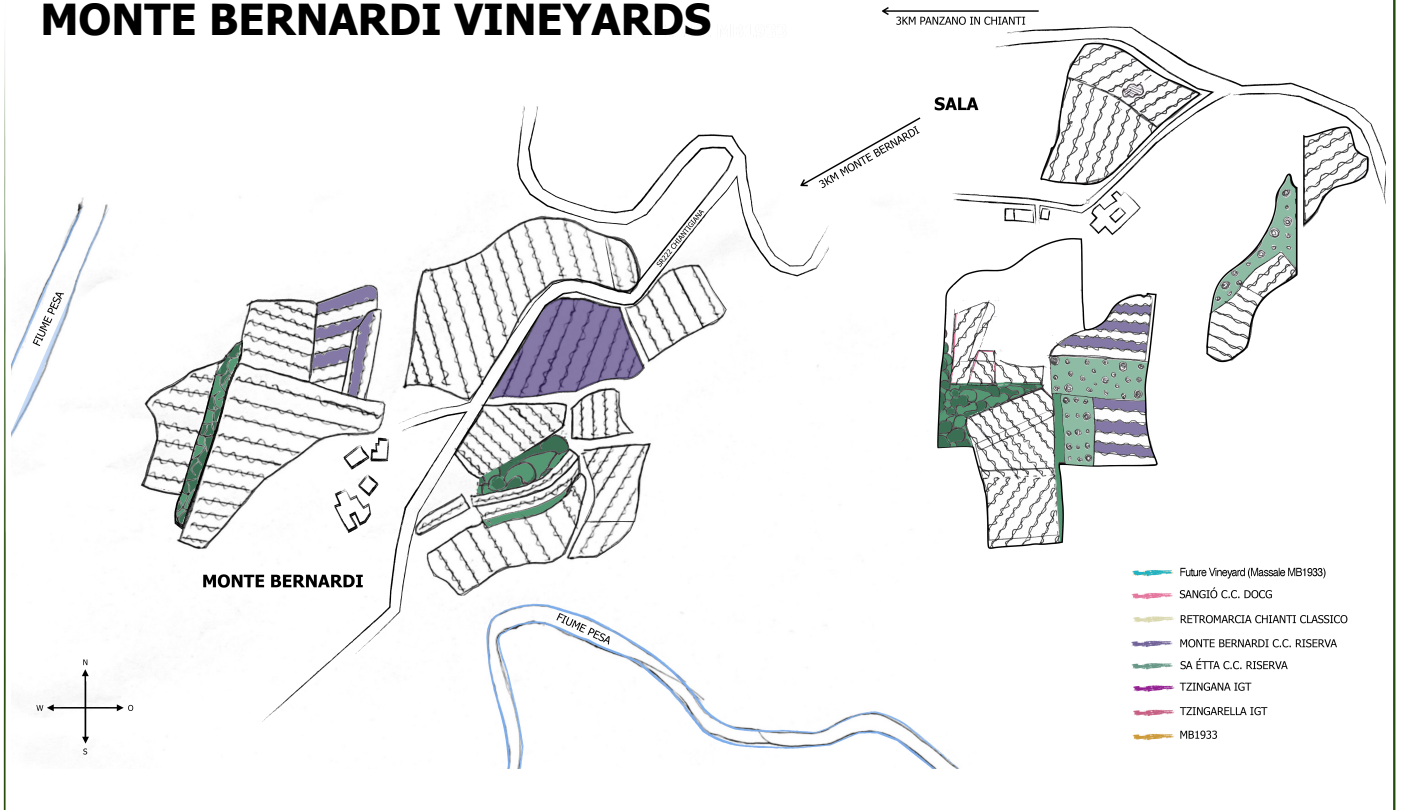 MONTE BERNARDI VINEYARDS
3KM PANZANO IN CHIANTI
SALA
3KM MONTE BERNARDI
SR222 CHIANTIGIANA
FIUME PESA
MONTE BERNARDI
FIUME PESA
N
W
O
S
Future Vineyard (Massale MB1933)
SANGIÓ C.C. DOCG
RETROMARCIA CHIANTI CLASSICO
MONTE BERNARDI C.C. RISERVA
SA ÉTTA C.C. RISERVA
TZINGANA IGT
TZINGARELLA IGT
MB1933